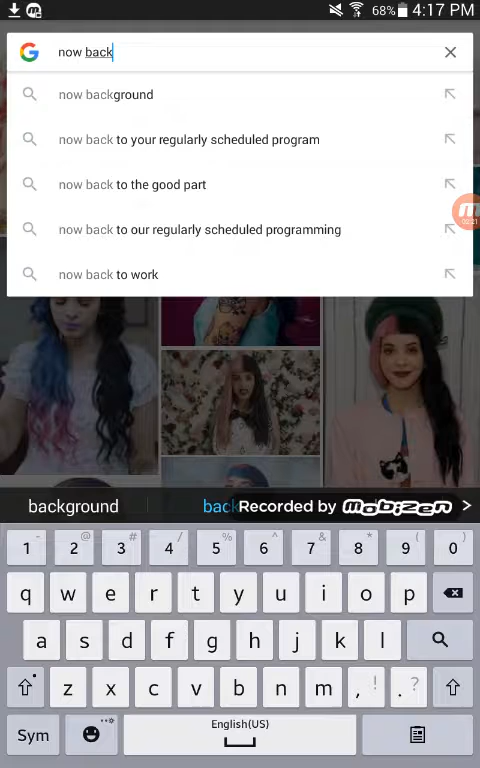 68% 4:17 PM
now back
now background
now back to your regularly scheduled program
now back to the good part
02:21
now back to our regularly scheduled programming
now back to work
background back Recorded by mobizen >
1 - 2 @ 3 # 4 / 5 % 6 ^ 7 & 8 * 9 ( 0 )
q w e r t y u i o p
a s d f g h j k l
z x c v b n m , ! . ?
Sym English(US)